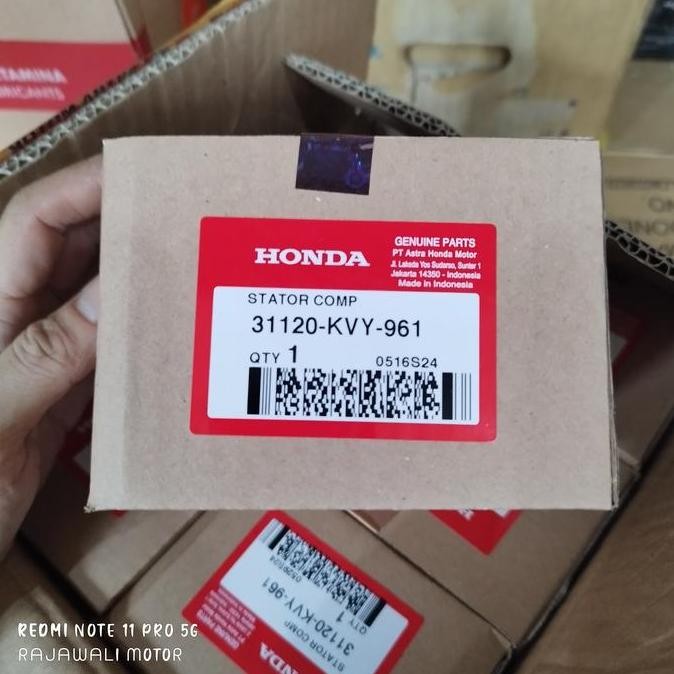 TAMINA
RICANTS
HONDA
GENUINE PARTS
PT Astra Honda Motor
Jl. Laksda Yos Sudarso, Sunter 1
Jakarta 14350 - Indonesia
Made in Indonesia
STATOR COMP
31120-KVY-961
QTY 1
0516S24
HONDA
STATOR COMP
31120-KVY-961
QTY 1
REDMI NOTE 11 PRO 5G
RAJAWALI MOTOR